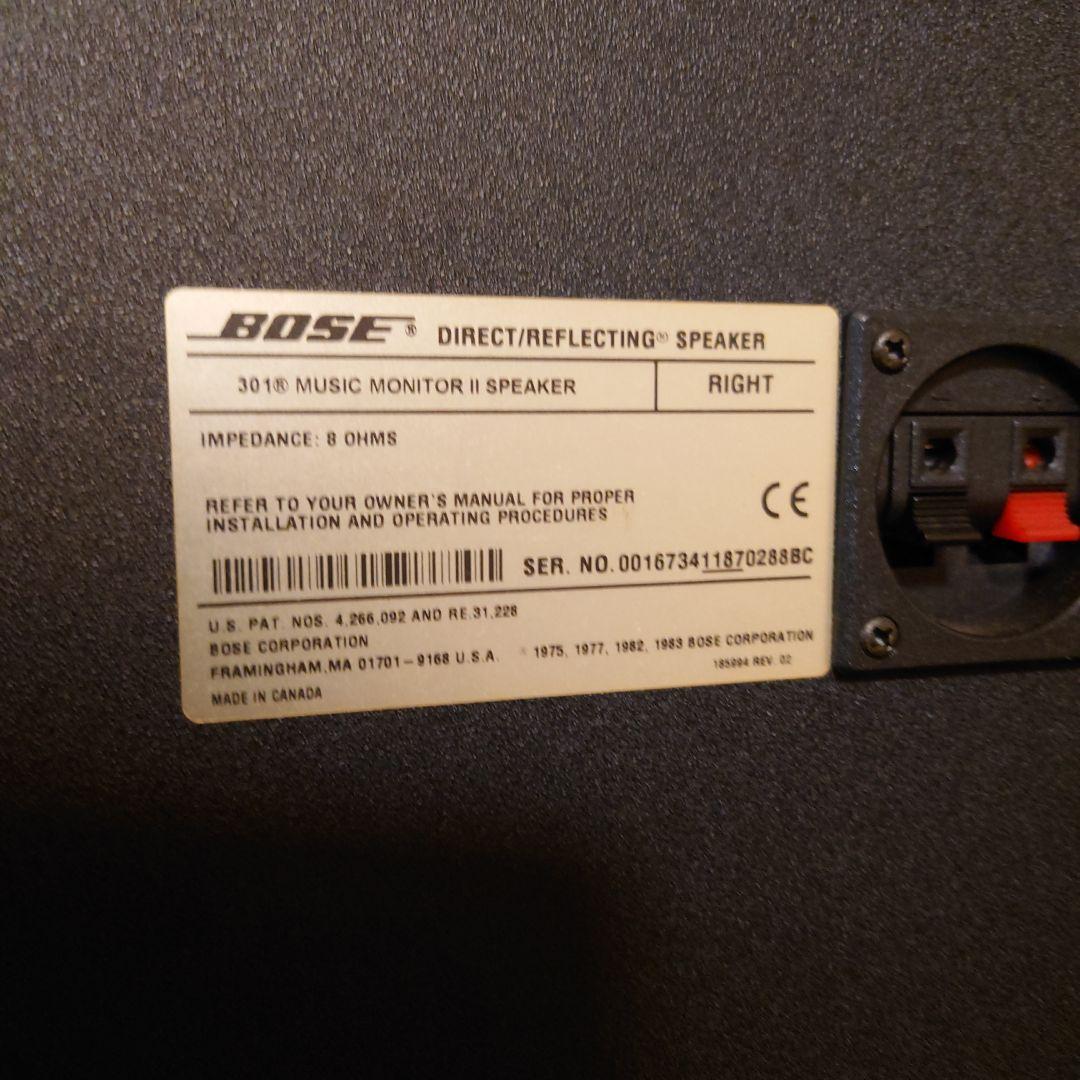 BOSE® DIRECT/REFLECTING® SPEAKER
301® MUSIC MONITOR II SPEAKER RIGHT
IMPEDANCE: 8 OHMS
REFER TO YOUR OWNER'S MANUAL FOR PROPER
INSTALLATION AND OPERATING PROCEDURES
CE
SER. NO. 001673411870288BC
U.S. PAT. NOS. 4,266,092 AND RE.31,228
BOSE CORPORATION
FRAMINGHAM,MA 01701-9168 U.S.A.
© 1975, 1977, 1982, 1983 BOSE CORPORATION
185994 REV. 02
MADE IN CANADA